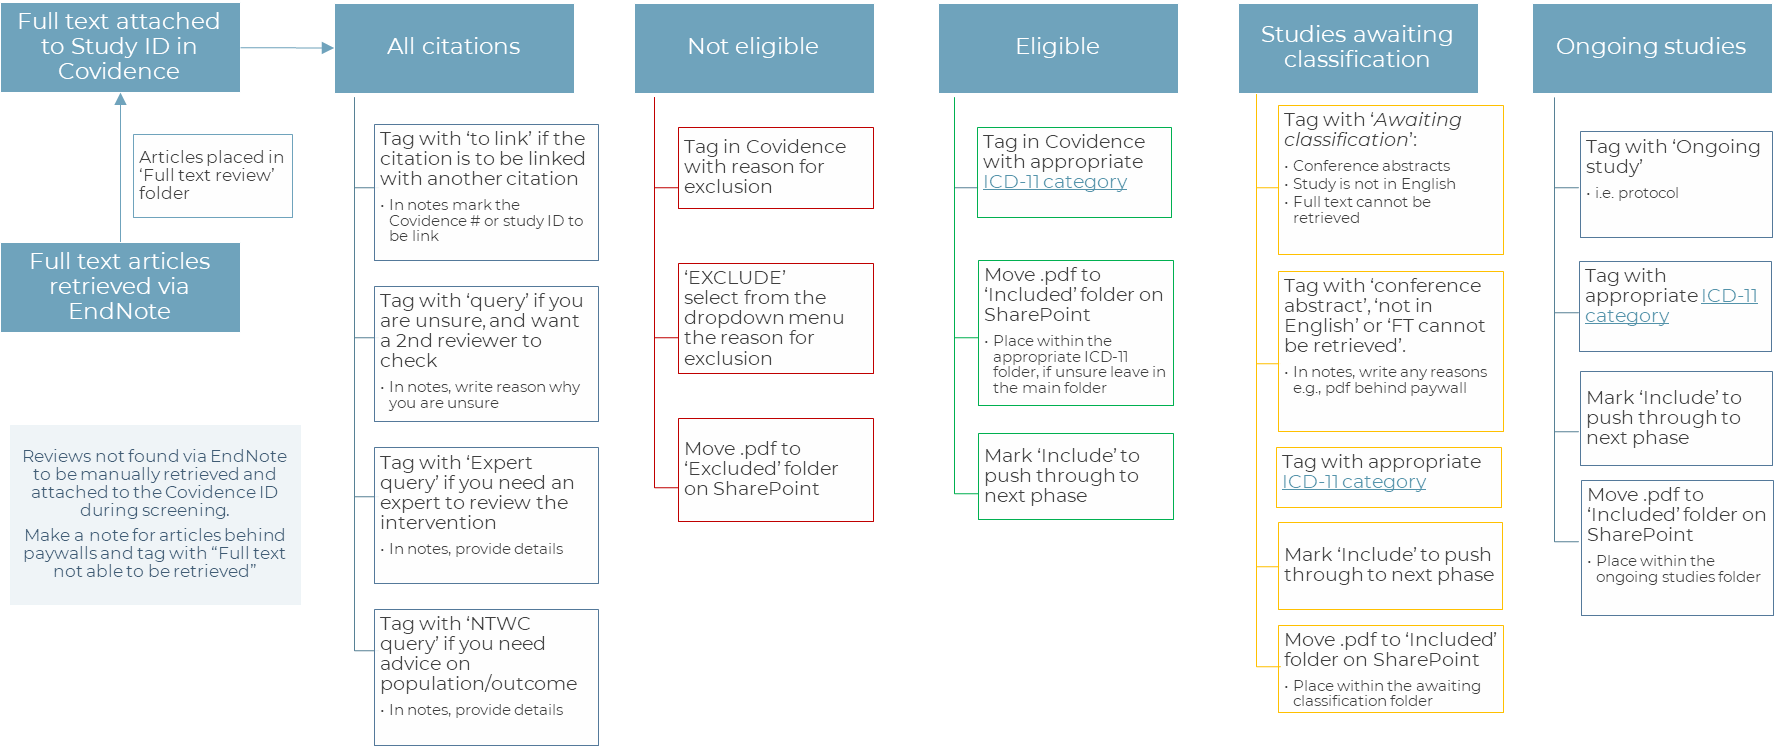 Full text attached
to Study ID in
Covidence
Articles placed in
‘Full text review’
folder
Full text articles
retrieved via
EndNote
Reviews not found via EndNote
to be manually retrieved and
attached to the Covidence ID
during screening.
Make a note for articles behind
paywalls and tag with “Full text
not able to be retrieved”
All citations
Tag with ‘to link’ if the
citation is to be linked
with another citation
• In notes mark the
Covidence # or study ID to
be link
Tag with ‘query’ if you
are unsure, and want
a 2nd reviewer to
check
• In notes, write reason why
you are unsure
Tag with ‘Expert
query’ if you need an
expert to review the
intervention
• In notes, provide details
Tag with ‘NTWC
query’ if you need
advice on
population/outcome
• In notes, provide details
Not eligible
Tag in Covidence
with reason for
exclusion
‘EXCLUDE’
select from the
dropdown menu
the reason for
exclusion
Move .pdf to
‘Excluded’ folder
on SharePoint
Eligible
Tag in Covidence
with appropriate
ICD-11 category
Move .pdf to
‘Included’ folder on
SharePoint
• Place within the
appropriate ICD-11
folder, if unsure leave in
the main folder
Mark ‘Include’ to
push through to
next phase
Studies awaiting
classification
Tag with ‘Awaiting
classification’:
• Conference abstracts
• Study is not in English
• Full text cannot be
retrieved
Tag with ‘conference
abstract’, ‘not in
English’ or ‘FT cannot
be retrieved’.
• In notes, write any reasons
e.g., pdf behind paywall
Tag with appropriate
ICD-11 category
Mark ‘Include’ to push
through to next phase
Move .pdf to ‘Included’
folder on SharePoint
• Place within the awaiting
classification folder
Ongoing studies
Tag with ‘Ongoing
study’
• i.e. protocol
Tag with
appropriate ICD-11
category
Mark ‘Include’ to
push through to
next phase
Move .pdf to
‘Included’ folder on
SharePoint
• Place within the
ongoing studies folder